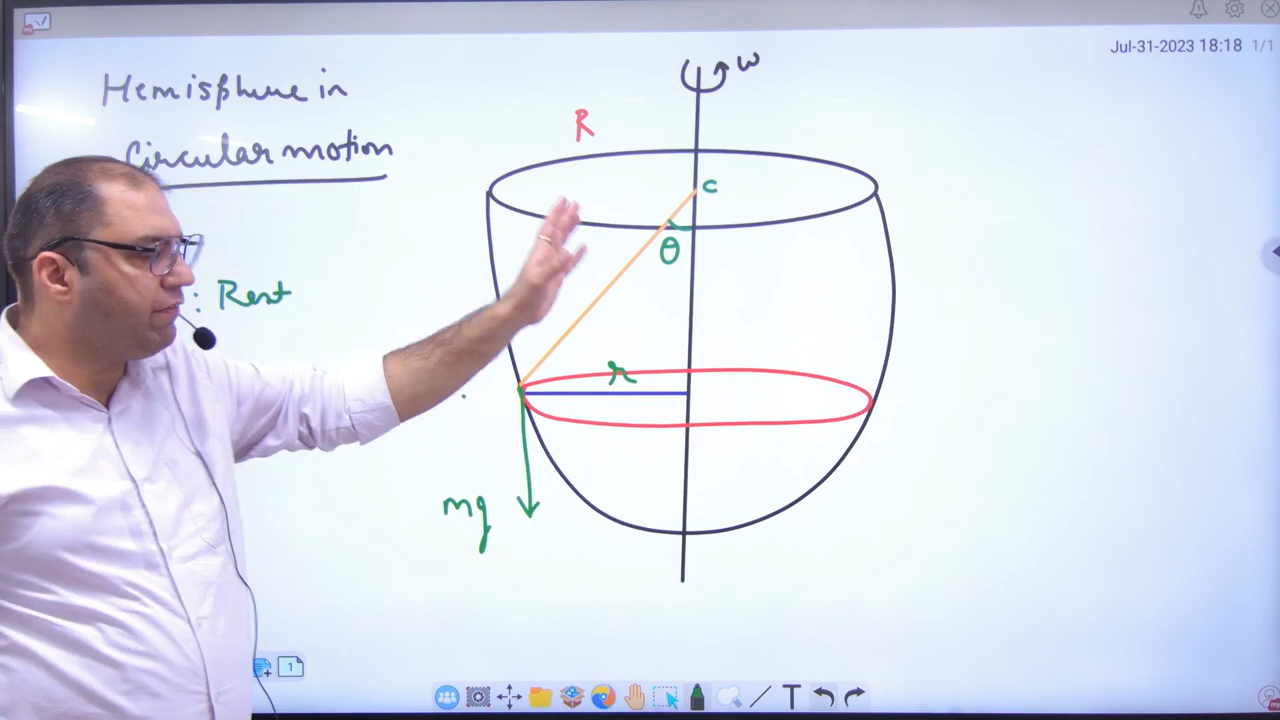 Jul-31-2023 18:18 1/1
Hemisphere in
circular motion
: Rest
R
ω
c
θ
r
mg
1
T